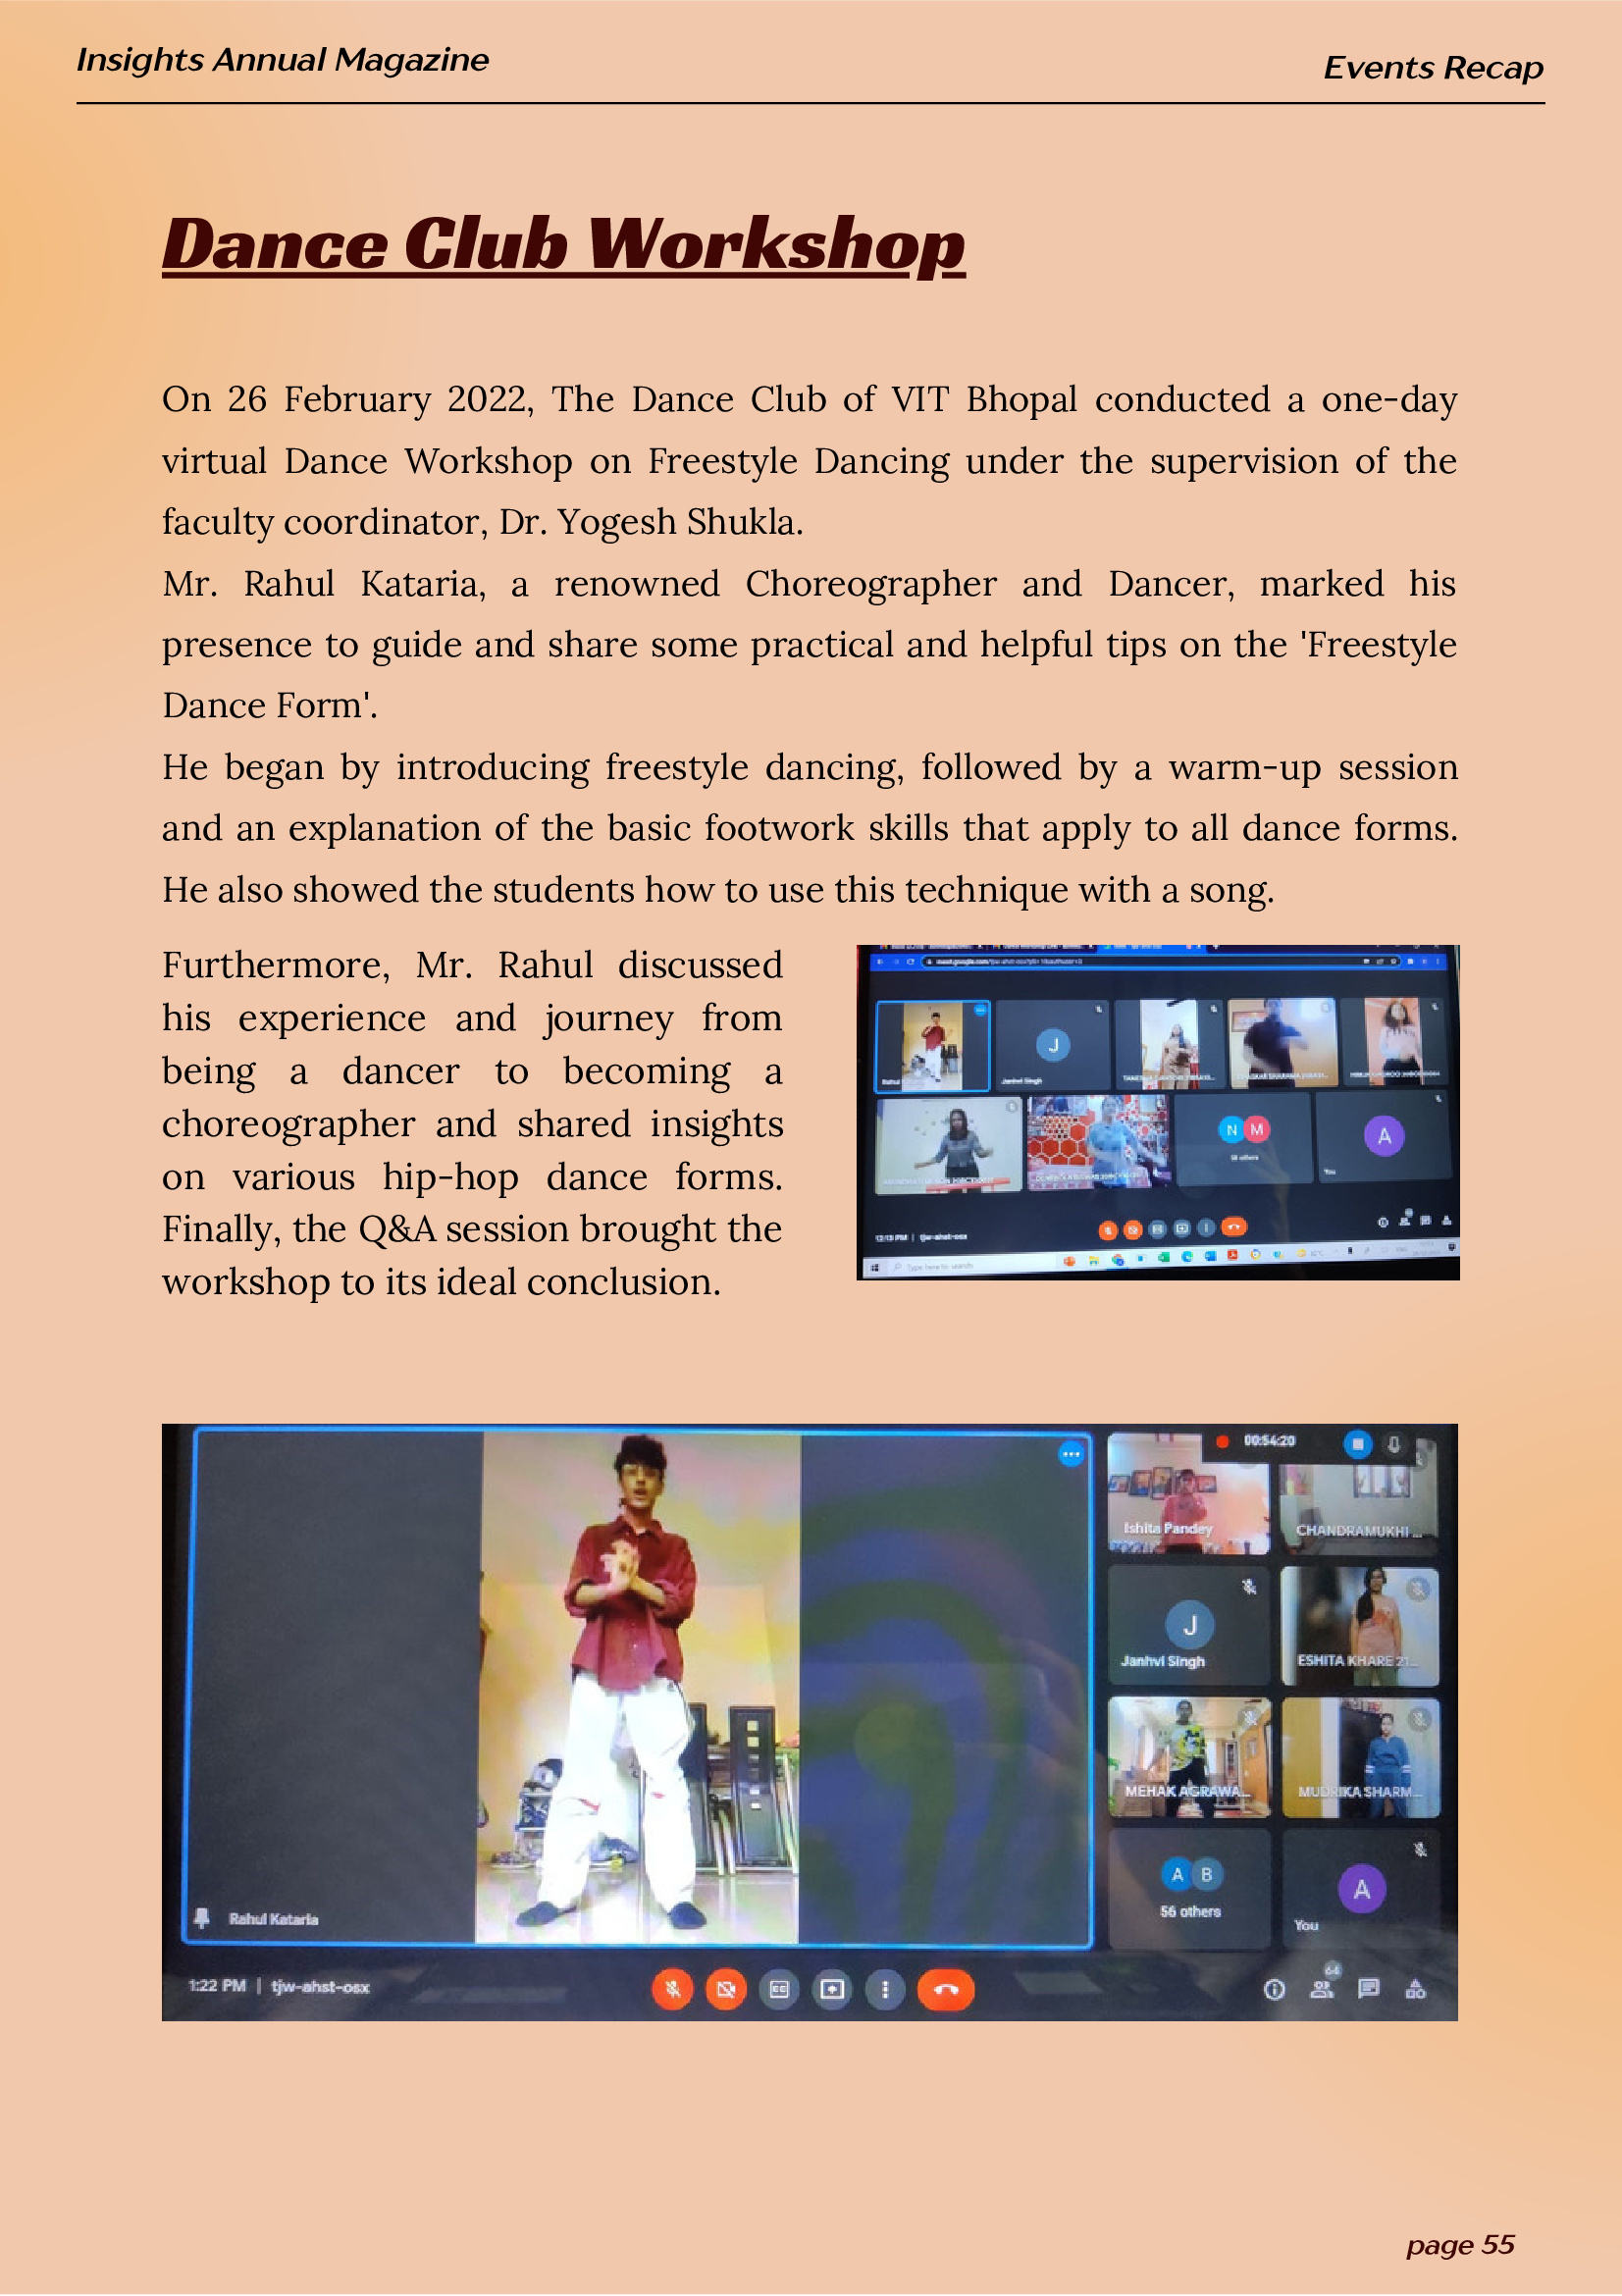 Insights Annual Magazine
Events Recap
Dance Club Workshop
On 26 February 2022, The Dance Club of VIT Bhopal conducted a one-day
virtual Dance Workshop on Freestyle Dancing under the supervision of the
faculty coordinator, Dr. Yogesh Shukla.
Mr. Rahul Kataria, a renowned Choreographer and Dancer, marked his
presence to guide and share some practical and helpful tips on the 'Freestyle
Dance Form'.
He began by introducing freestyle dancing, followed by a warm-up session
and an explanation of the basic footwork skills that apply to all dance forms.
He also showed the students how to use this technique with a song.
Furthermore, Mr. Rahul discussed
his experience and journey from
being a dancer to becoming a
choreographer and shared insights
on various hip-hop dance forms.
Finally, the Q&A session brought the
workshop to its ideal conclusion.
J
Janhvi Singh
N M
A
You
12:13 PM | tjw-ahst-osx
Type here to search
00:54:20
Ishita Pandey
CHANDRAMUKHI ...
J
Janhvi Singh
ESHITA KHARE 21...
MEHAK AGRAWA...
MUDRIKA SHARM...
A B
56 others
A
You
Rahul Kataria
1:22 PM | tjw-ahst-osx
64
page 55